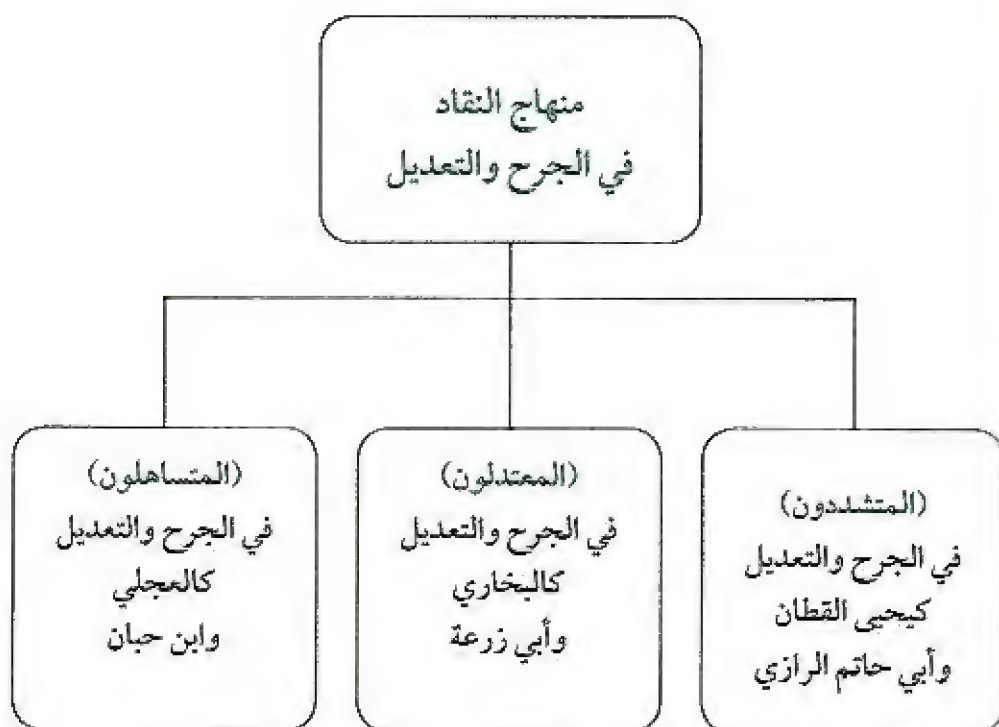 منهاج النقاد
في الجرح والتعديل
(المتشددون)
في الجرح والتعديل
كيحيى القطان
وأبي حاتم الرازي
(المعتدلون)
في الجرح والتعديل
كالبخاري
وأبي زرعة
(المتساهلون)
في الجرح والتعديل
كالعجلي
وابن حبان